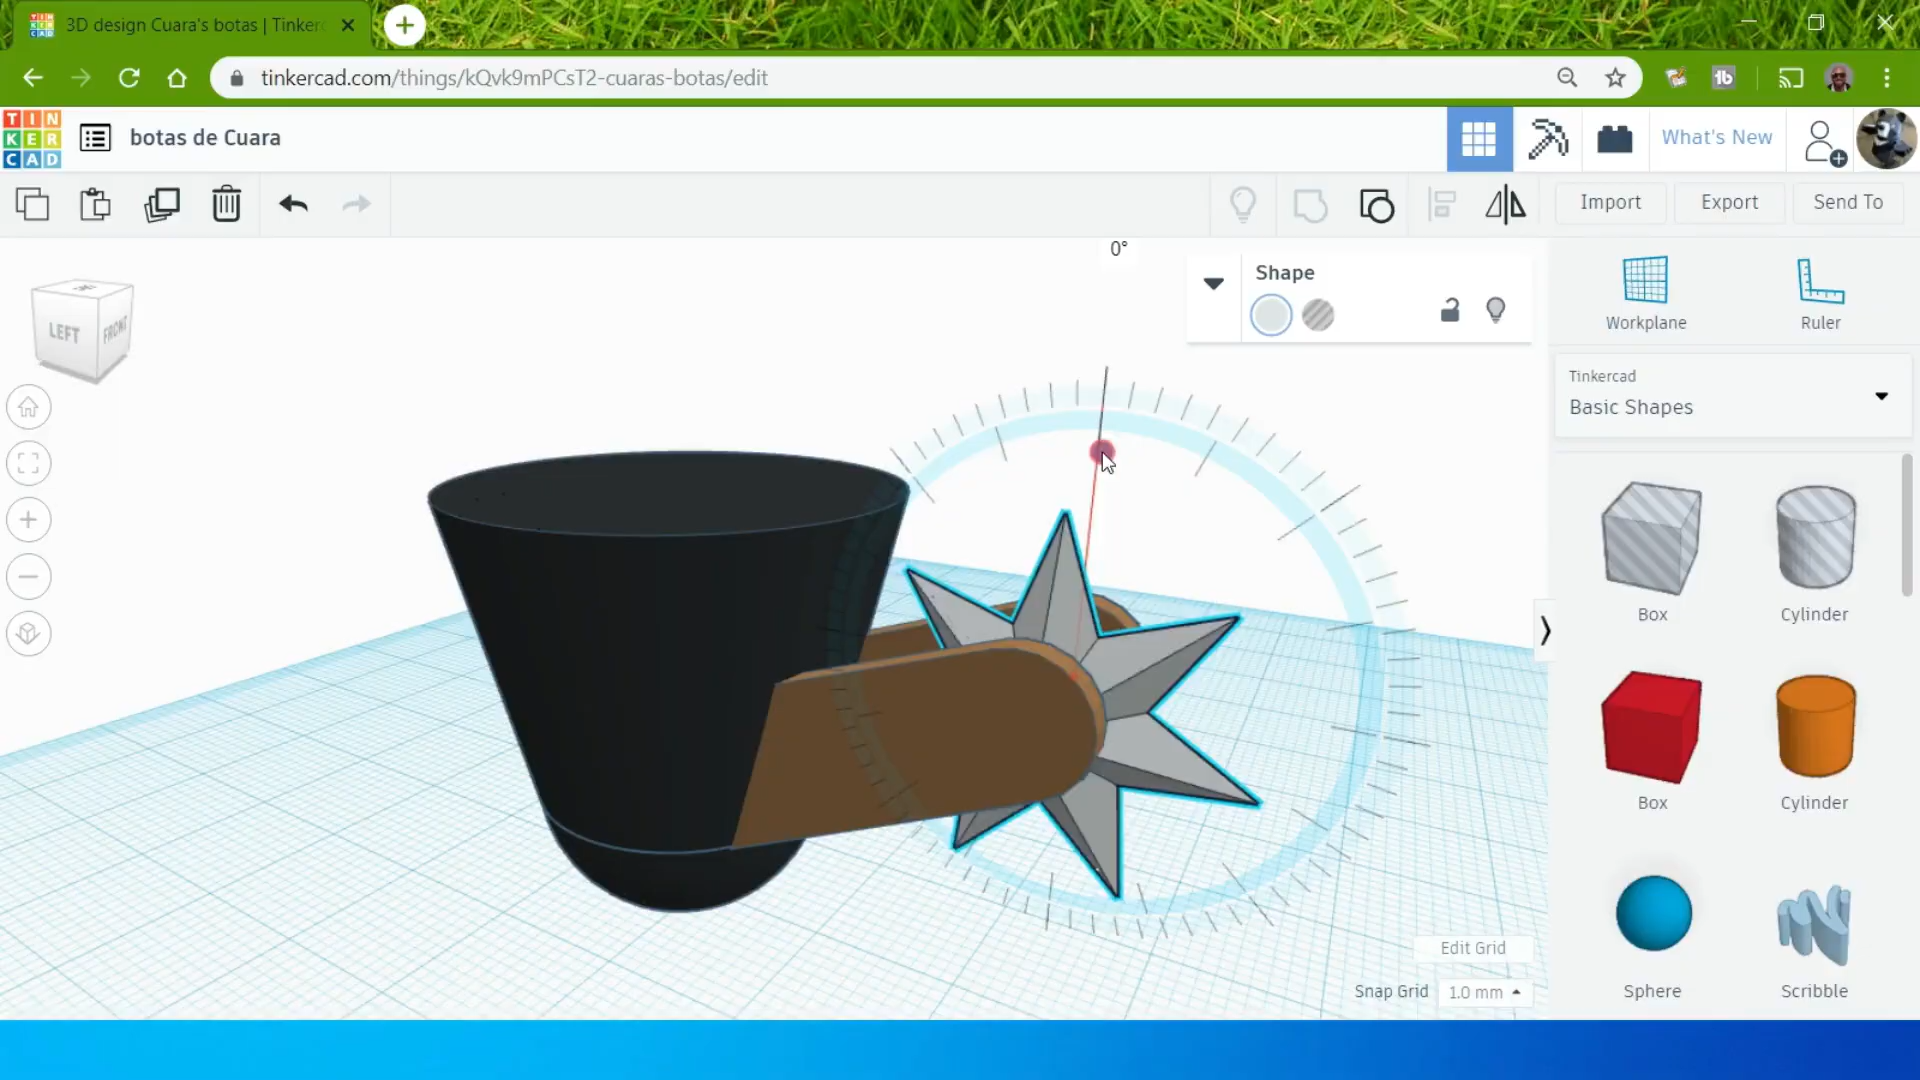 3D design Cuara's botas | Tinker
tinkercad.com/things/kQvk9mPCsT2-cuaras-botas/edit
TIN
KER
CAD
botas de Cuara
What's New
Import
Export
Send To
0°
Shape
LEFT
FRONT
Workplane
Ruler
Tinkercad
Basic Shapes
Box
Cylinder
Box
Cylinder
Sphere
Scribble
Edit Grid
Snap Grid
1.0 mm